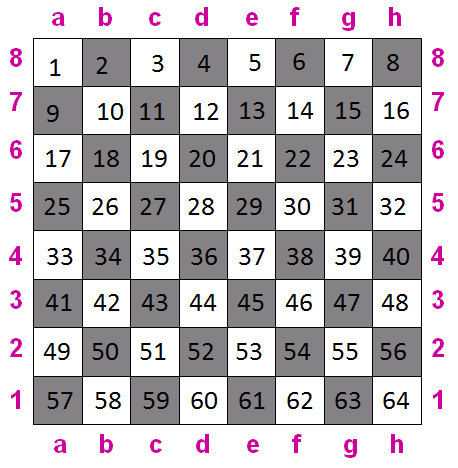 a b c d e f g h
8 1 2 3 4 5 6 7 8 8
7 9 10 11 12 13 14 15 16 7
6 17 18 19 20 21 22 23 24 6
5 25 26 27 28 29 30 31 32 5
4 33 34 35 36 37 38 39 40 4
3 41 42 43 44 45 46 47 48 3
2 49 50 51 52 53 54 55 56 2
1 57 58 59 60 61 62 63 64 1
a b c d e f g h